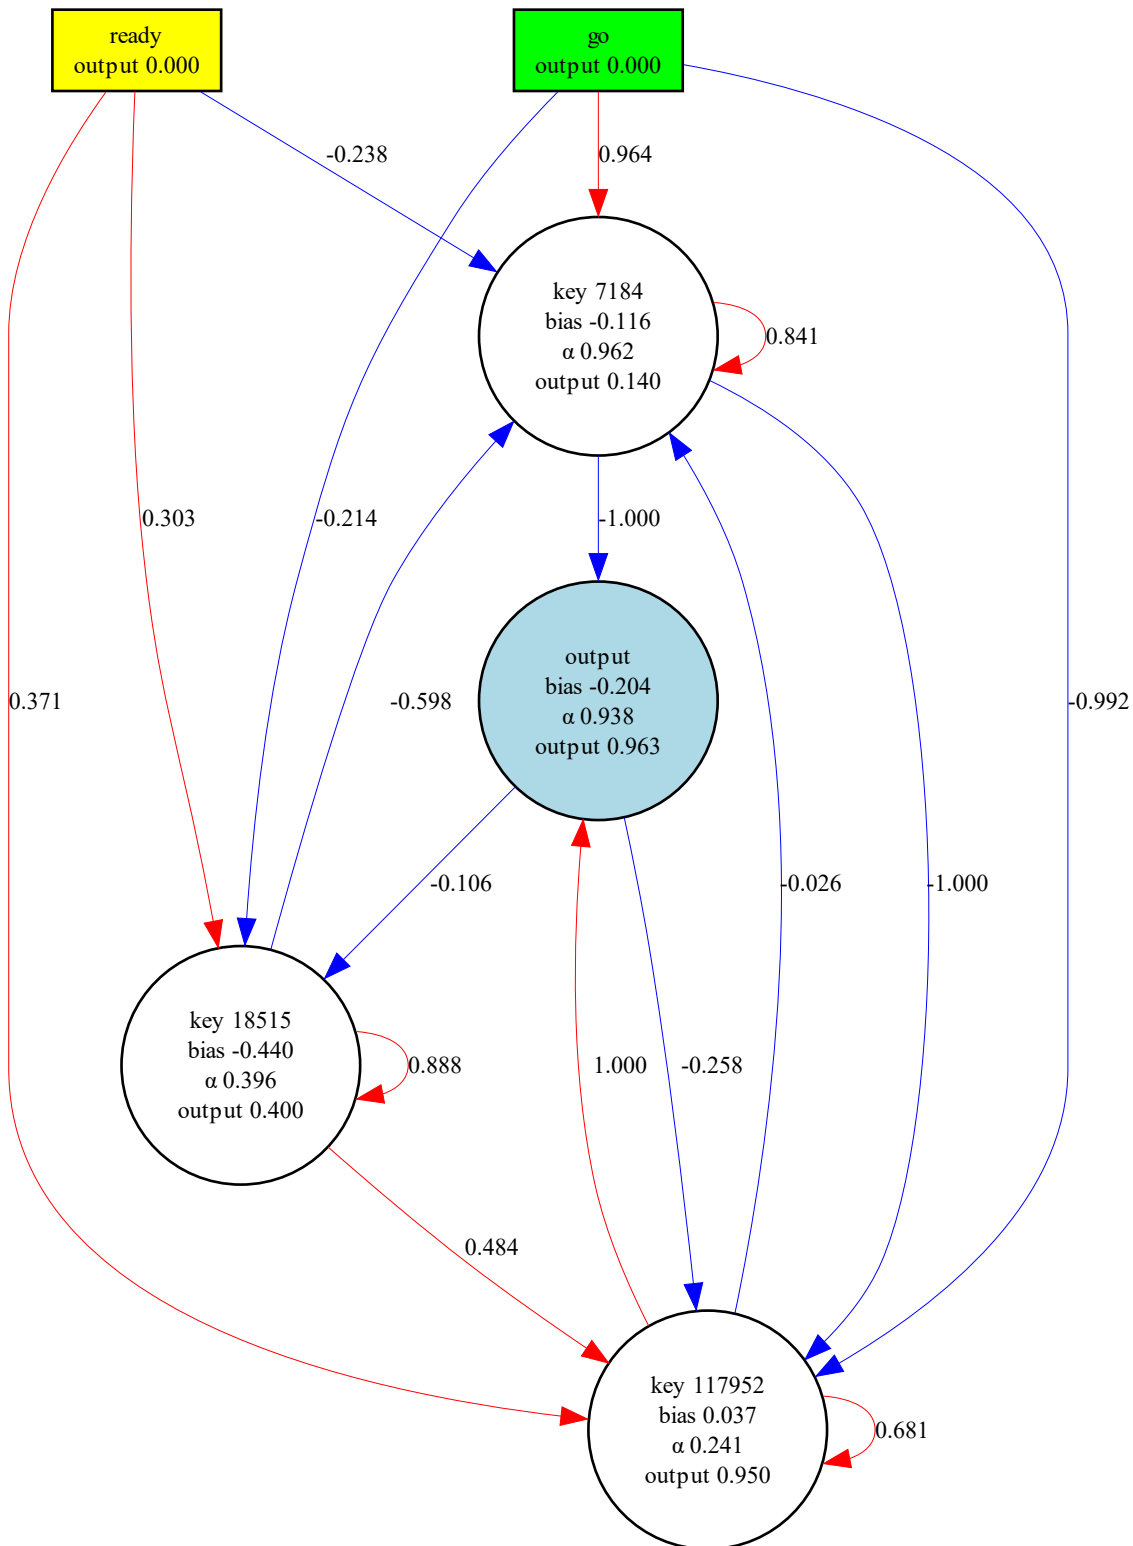 ready
output 0.000
go
output 0.000
-0.238
0.964
key 7184
bias -0.116
α 0.962
output 0.140
0.841
0.303
-0.214
-1.000
output
bias -0.204
α 0.938
output 0.963
0.371
-0.598
-0.992
-0.106
-0.026
-1.000
key 18515
bias -0.440
α 0.396
output 0.400
0.888
1.000
-0.258
0.484
key 117952
bias 0.037
α 0.241
output 0.950
0.681